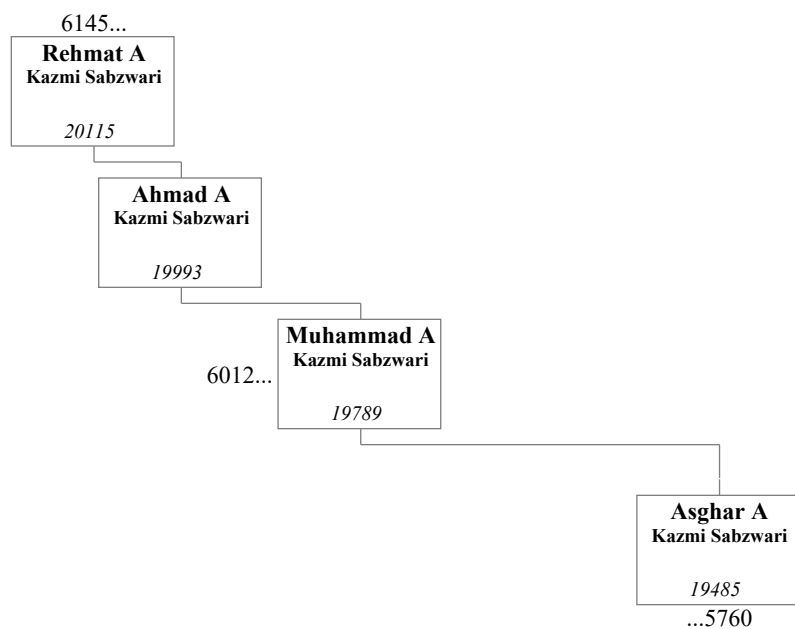 6145...
Rehmat A
Kazmi Sabzwari
20115
Ahmad A
Kazmi Sabzwari
19993
Muhammad A
Kazmi Sabzwari
6012...
19789
Asghar A
Kazmi Sabzwari
19485
...5760